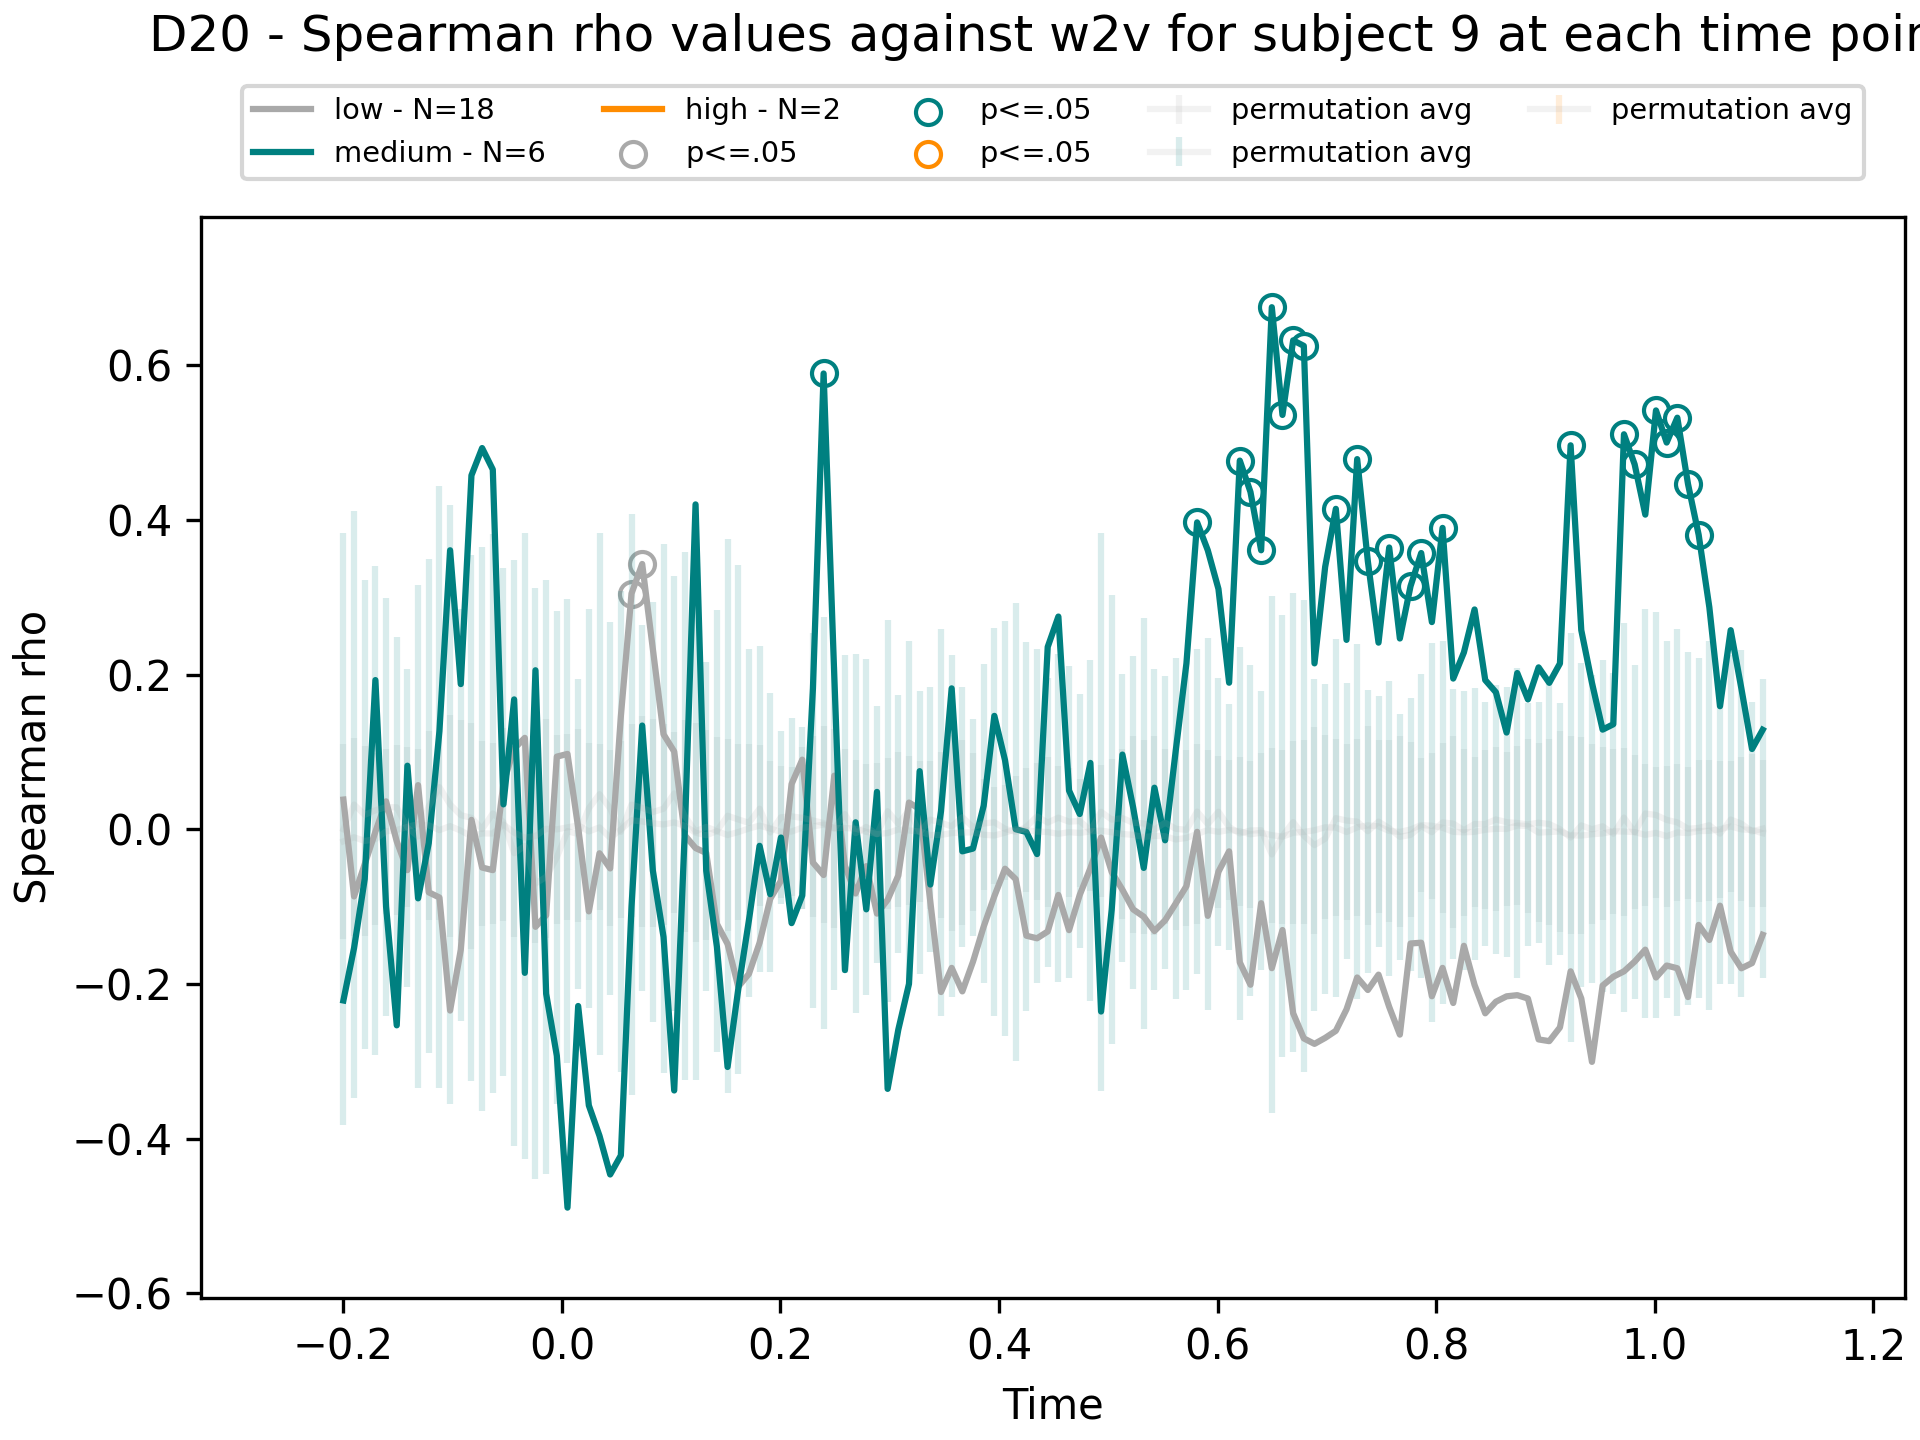 D20 - Spearman rho values against w2v for subject 9 at each time poin
low - N=18
medium - N=6
high - N=2
p<=.05
p<=.05
p<=.05
permutation avg
permutation avg
permutation avg
Spearman rho
0.6
0.4
0.2
0.0
−0.2
−0.4
−0.6
−0.2 0.0 0.2 0.4 0.6 0.8 1.0 1.2
Time